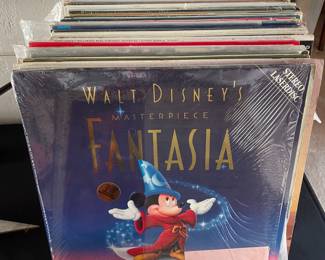 WALT DISNEY'S
MASTERPIECE
FANTASIA
STEREO
LASERDISC